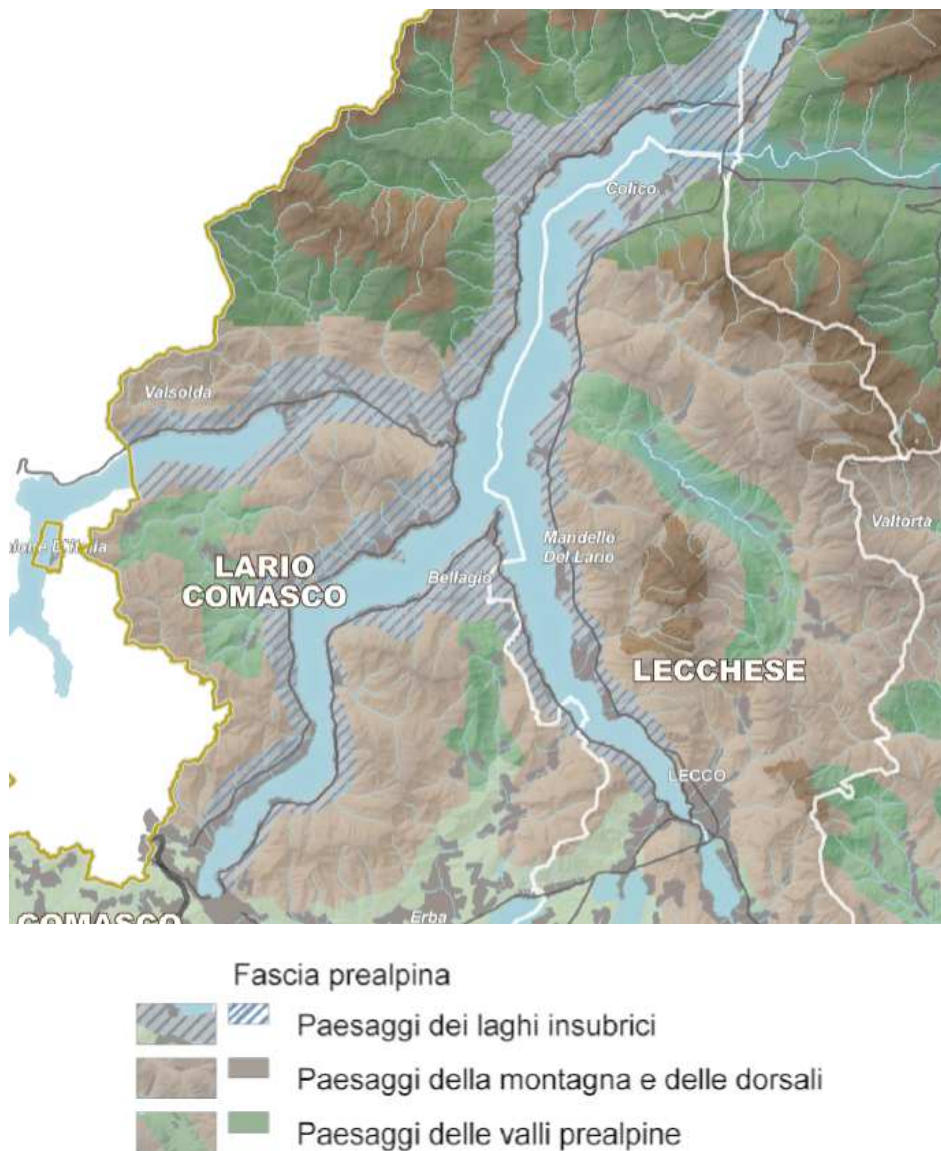 Colico
Valsolda
Valtorta
Mandello
Del Lario
LARIO
COMASCO
Bellagio
LECCHESE
LECCO
Erba
COMASCO
Fascia prealpina
Paesaggi dei laghi insubrici
Paesaggi della montagna e delle dorsali
Paesaggi delle valli prealpine